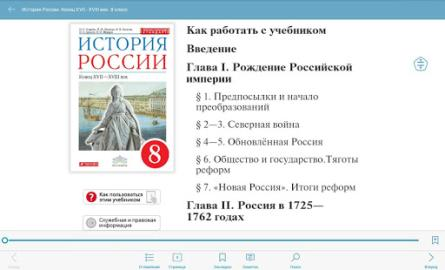 История России. Конец XVII - XVIII век. 8 класс
ИСТОРИЯ
РОССИИ
Конец XVII—XVIII век
8
Как пользоваться
этим учебником
Служебная и правовая
информация
Как работать с учебником
Введение
Глава I. Рождение Российской
империи
§ 1. Предпосылки и начало
преобразований
§ 2—3. Северная война
§ 4—5. Обновлённая Россия
§ 6. Общество и государство.Тяготы
реформ
§ 7. «Новая Россия». Итоги реформ
Глава II. Россия в 1725—
1762 годах
Оглавление
Страница
Закладки
Заметки
Поиск
Вперед